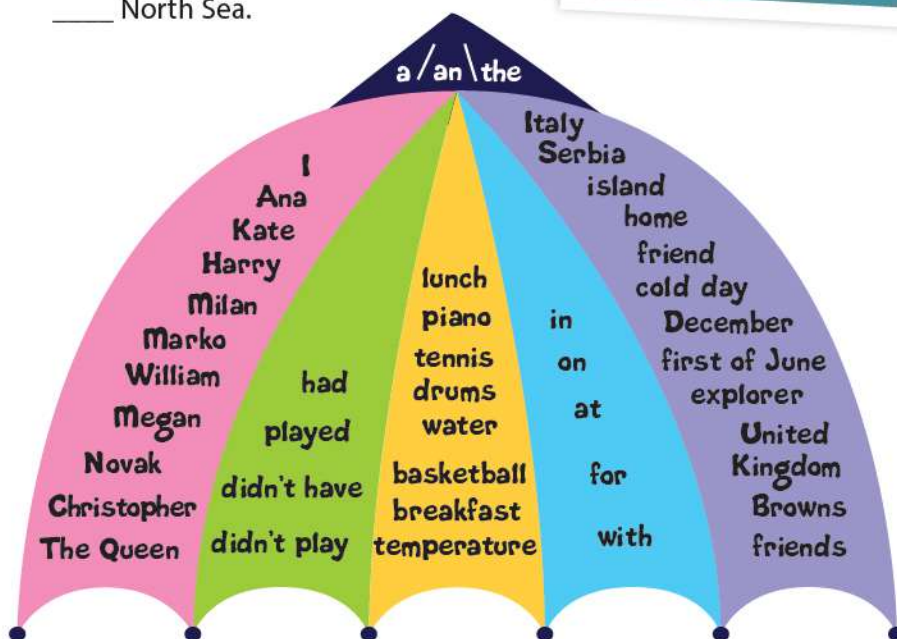 ____ North Sea.
a / an \ the
I
Ana
Kate
Harry
Milan
Marko
William
Megan
Novak
Christopher
The Queen
had
played
didn't have
didn't play
lunch
piano
tennis
drums
water
basketball
breakfast
temperature
in
on
at
for
with
Italy
Serbia
island
home
friend
cold day
December
first of June
explorer
United
Kingdom
Browns
friends